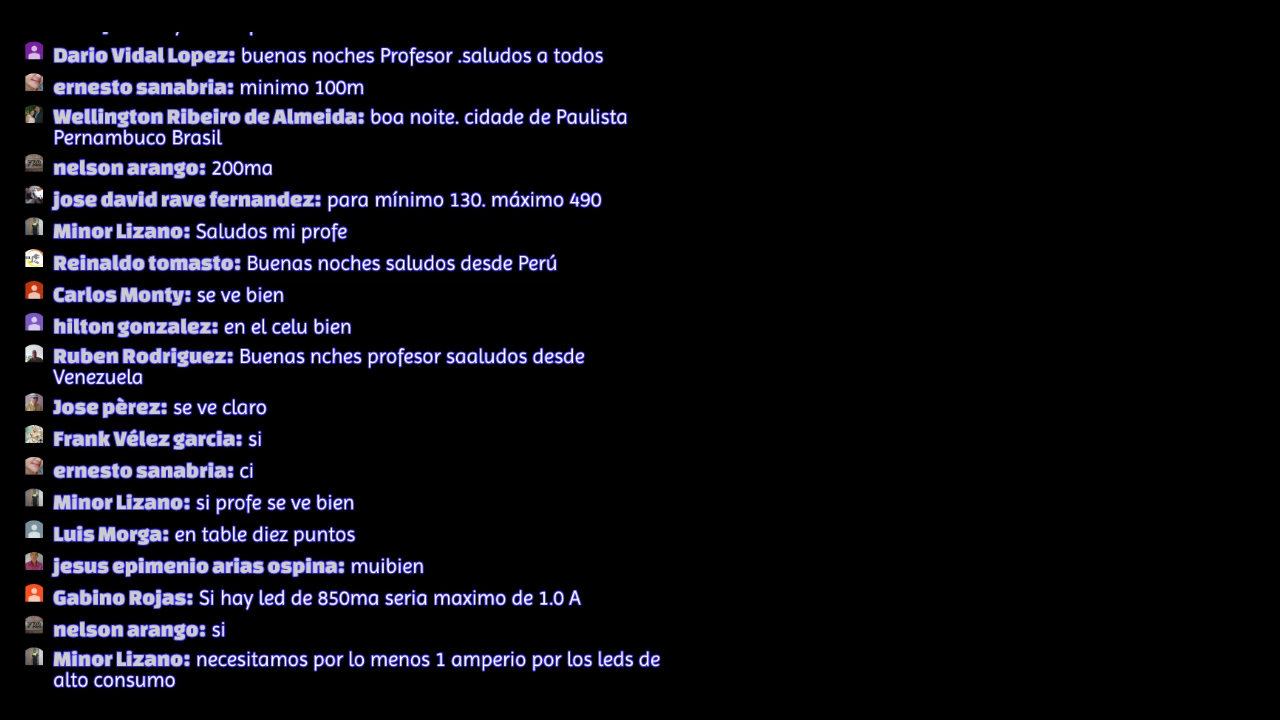 Dario Vidal Lopez: buenas noches Profesor .saludos a todos
ernesto sanabria: minimo 100m
Wellington Ribeiro de Almeida: boa noite. cidade de Paulista
Pernambuco Brasil
nelson arango: 200ma
jose david rave fernandez: para mínimo 130. máximo 490
Minor Lizano: Saludos mi profe
Reinaldo tomasto: Buenas noches saludos desde Perú
Carlos Monty: se ve bien
hilton gonzalez: en el celu bien
Ruben Rodriguez: Buenas nches profesor saaludos desde
Venezuela
Jose pèrez: se ve claro
Frank Vélez garcia: si
ernesto sanabria: ci
Minor Lizano: si profe se ve bien
Luis Morga: en table diez puntos
jesus epimenio arias ospina: muibien
Gabino Rojas: Si hay led de 850ma seria maximo de 1.0 A
nelson arango: si
Minor Lizano: necesitamos por lo menos 1 amperio por los leds de
alto consumo